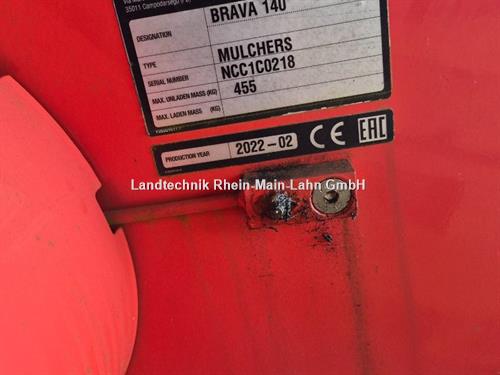 35011 Campodarsego (PD)
DESIGNATION BRAVA 140
TYPE MULCHERS
SERIAL NUMBER NCC1C0218
MAX. UNLADEN MASS (KG) 455
MAX. LADEN MASS (KG)
PRODUCTION YEAR 2022-02 CE EAC
Landtechnik Rhein-Main-Lahn GmbH